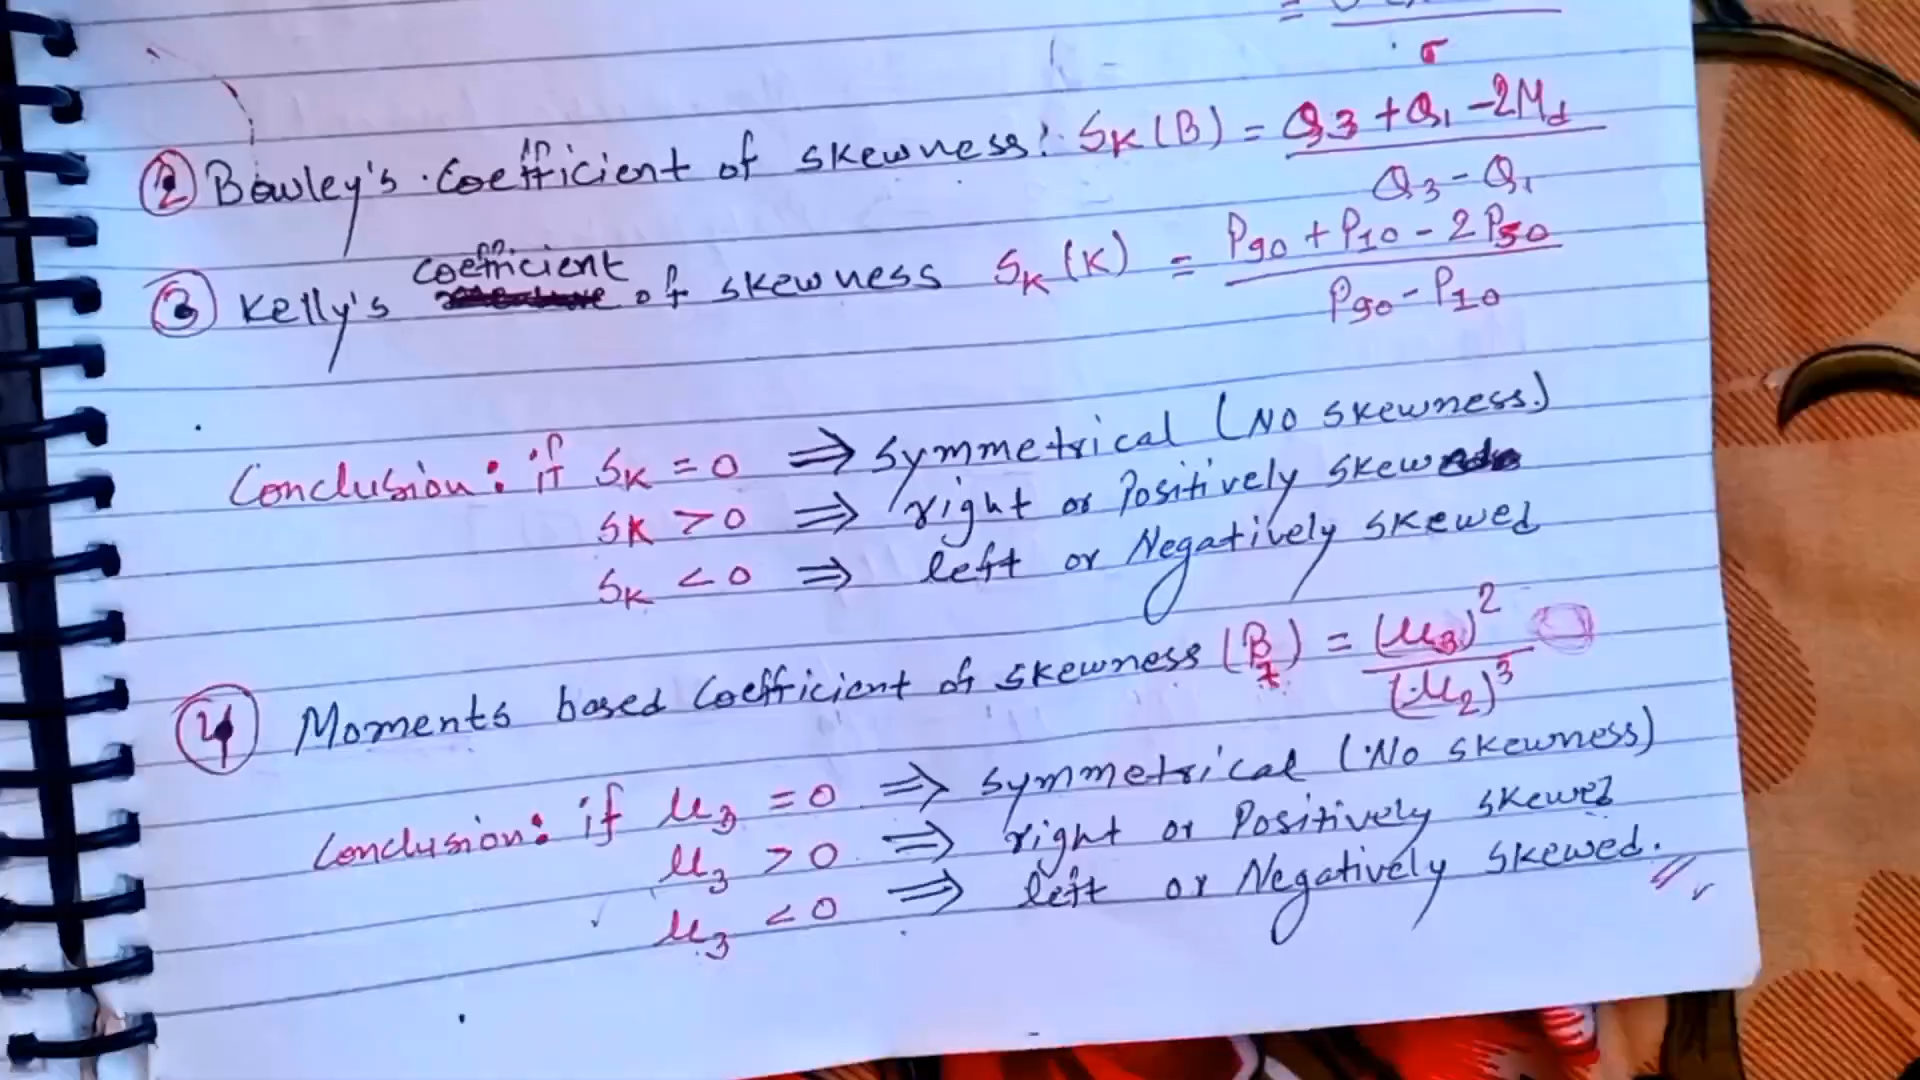 σ
② Bowley's Coefficient of skewness: SK(B) = Q3 + Q1 - 2Md / Q3 - Q1
③ Kelly's coefficient of skewness SK(K) = P90 + P10 - 2P50 / P90 - P10
Conclusion: if SK = 0 ⇒ Symmetrical (No skewness.)
SK > 0 ⇒ right or Positively skew
SK < 0 ⇒ left or Negatively skewed
④ Moments based Coefficient of skewness (β1) = (μ3)² / (μ2)³
Conclusion: if μ3 = 0 ⇒ symmetrical (No skewness)
μ3 > 0 ⇒ right or Positively skewed
μ3 < 0 ⇒ left or Negatively skewed.